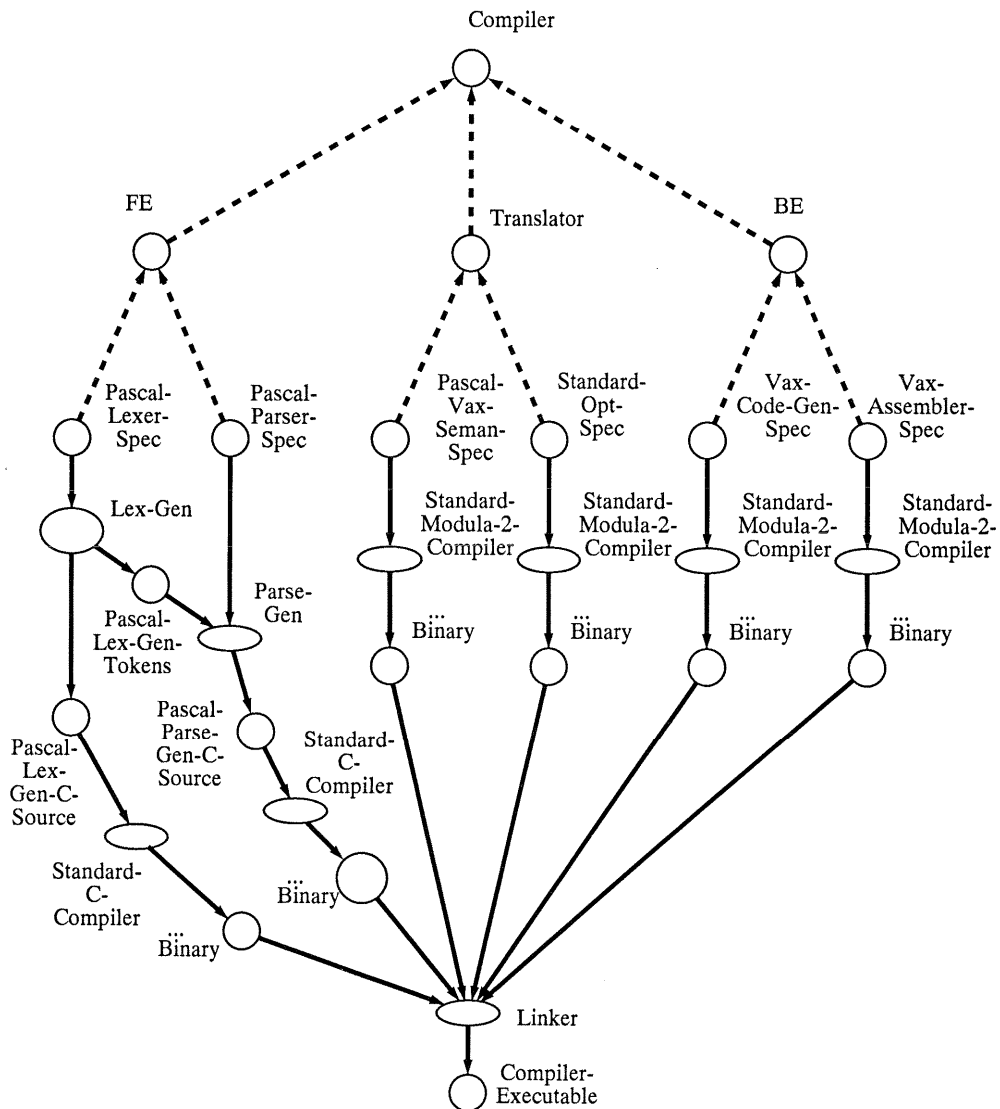 Compiler
FE
Translator
BE
Pascal-
Lexer-
Spec
Pascal-
Parser-
Spec
Pascal-
Vax-
Seman-
Spec
Standard-
Opt-
Spec
Vax-
Code-Gen-
Spec
Vax-
Assembler-
Spec
Lex-Gen
Standard-
Modula-2-
Compiler
Standard-
Modula-2-
Compiler
Standard-
Modula-2-
Compiler
Standard-
Modula-2-
Compiler
Pascal-
Lex-Gen-
Tokens
Parse-
Gen
...
Binary
...
Binary
...
Binary
...
Binary
Pascal-
Lex-
Gen-C-
Source
Pascal-
Parse-
Gen-C-
Source
Standard-
C-
Compiler
Standard-
C-
Compiler
...
Binary
...
Binary
Linker
Compiler-
Executable